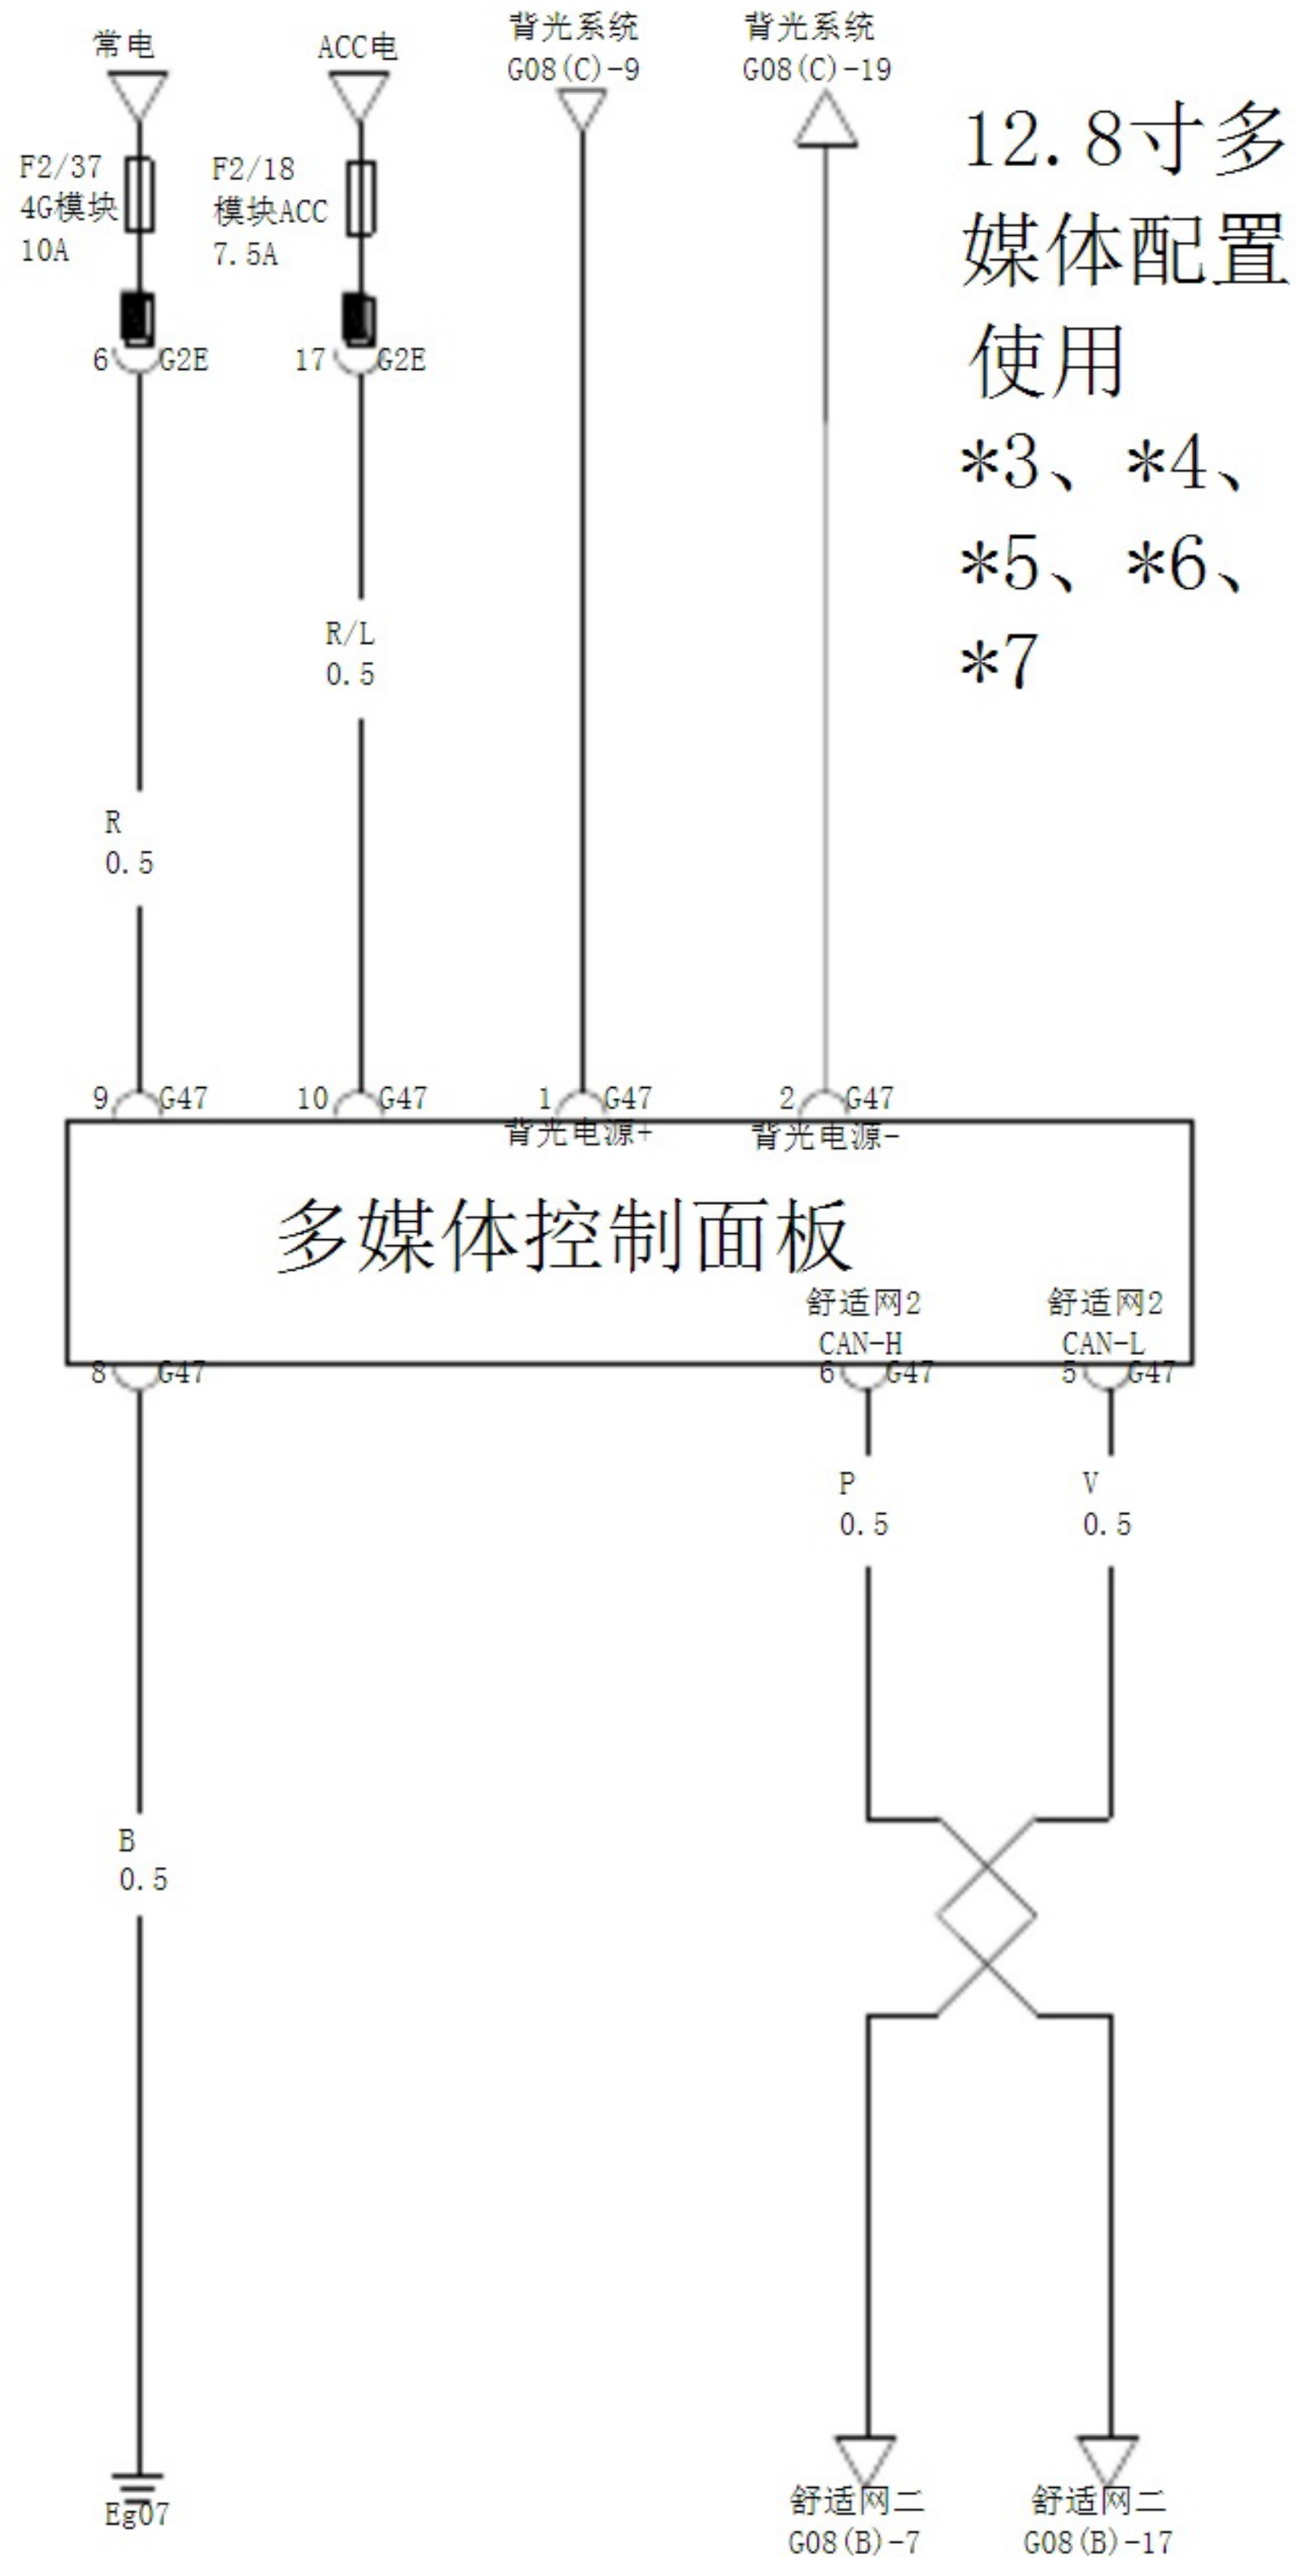 常电
ACC电
背光系统
G08(C)-9
背光系统
G08(C)-19
12.8寸多
媒体配置
使用
*3、*4、
*5、*6、
*7
F2/37
4G模块
10A
F2/18
模块ACC
7.5A
6 G2E
17 G2E
R/L
0.5
R
0.5
9 G47
10 G47
1 G47
2 G47
背光电源+
背光电源-
多媒体控制面板
舒适网2
CAN-H
舒适网2
CAN-L
8 G47
6 G47
5 G47
P
0.5
V
0.5
B
0.5
Eg07
舒适网二
G08(B)-7
舒适网二
G08(B)-17